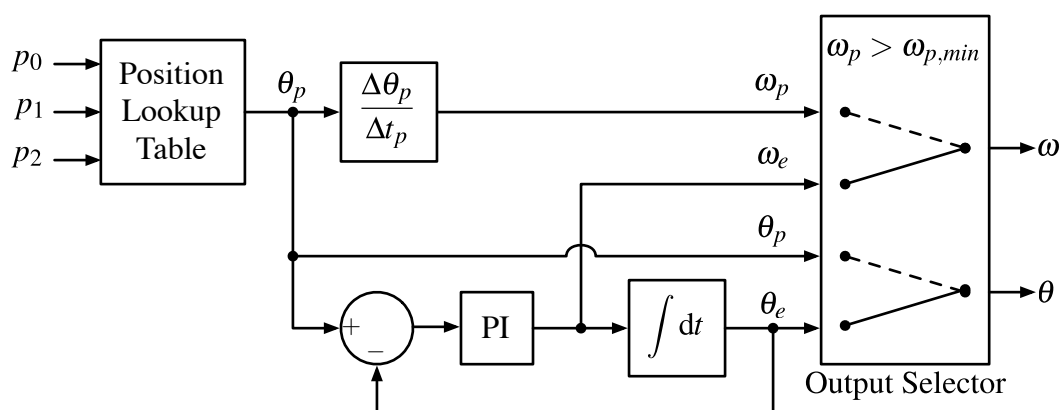 p0
p1
p2
Position
Lookup
Table
θp
Δθp
Δtp
ωp
ωe
θp
θe
ωp > ωp,min
ω
θ
+
−
PI
∫ dt
Output Selector